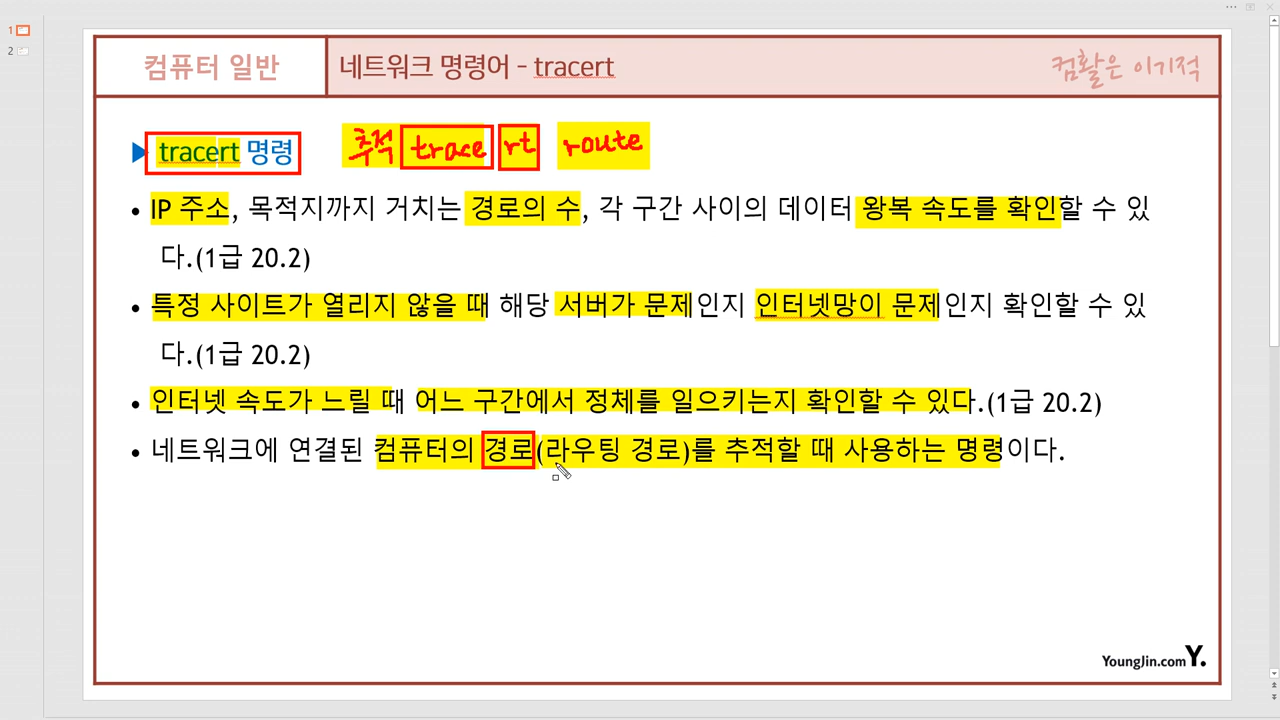 1
2
컴퓨터 일반
네트워크 명령어 - tracert
컴활은 이기적
tracert 명령
추적 trace rt route
• IP 주소, 목적지까지 거치는 경로의 수, 각 구간 사이의 데이터 왕복 속도를 확인할 수 있
다.(1급 20.2)
• 특정 사이트가 열리지 않을 때 해당 서버가 문제인지 인터넷망이 문제인지 확인할 수 있
다.(1급 20.2)
• 인터넷 속도가 느릴 때 어느 구간에서 정체를 일으키는지 확인할 수 있다.(1급 20.2)
• 네트워크에 연결된 컴퓨터의 경로(라우팅 경로)를 추적할 때 사용하는 명령이다.
YoungJin.com Y.